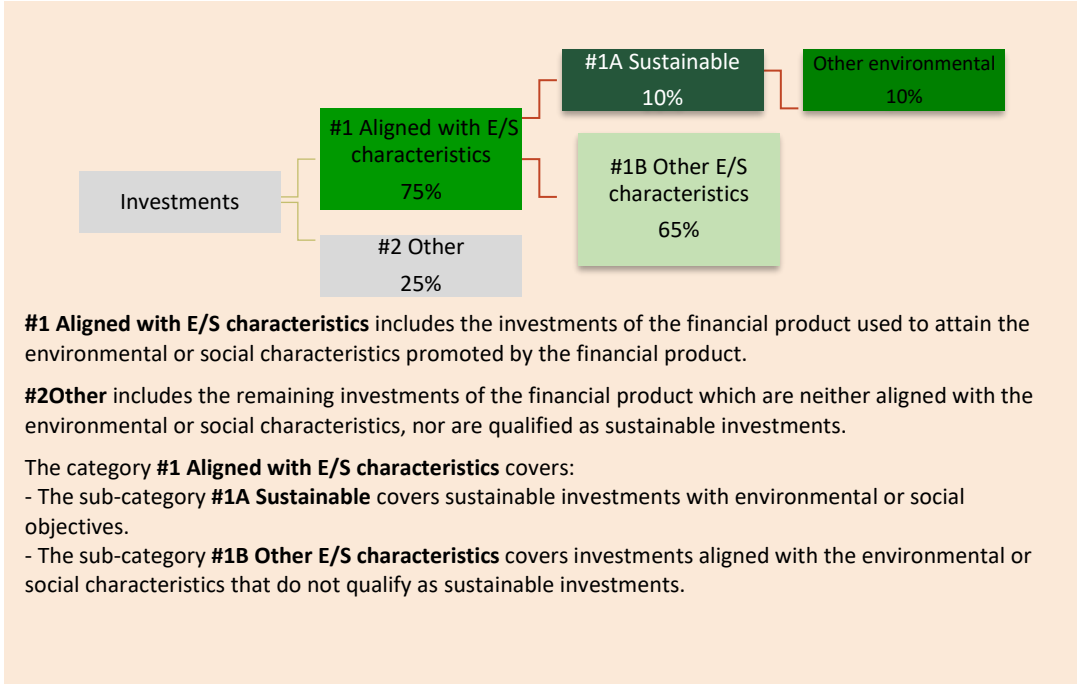 #1A Sustainable
10%
Other environmental
10%
#1 Aligned with E/S
characteristics
75%
#1B Other E/S
characteristics
65%
Investments
#2 Other
25%
#1 Aligned with E/S characteristics includes the investments of the financial product used to attain the
environmental or social characteristics promoted by the financial product.
#2Other includes the remaining investments of the financial product which are neither aligned with the
environmental or social characteristics, nor are qualified as sustainable investments.
The category #1 Aligned with E/S characteristics covers:
- The sub-category #1A Sustainable covers sustainable investments with environmental or social
objectives.
- The sub-category #1B Other E/S characteristics covers investments aligned with the environmental or
social characteristics that do not qualify as sustainable investments.